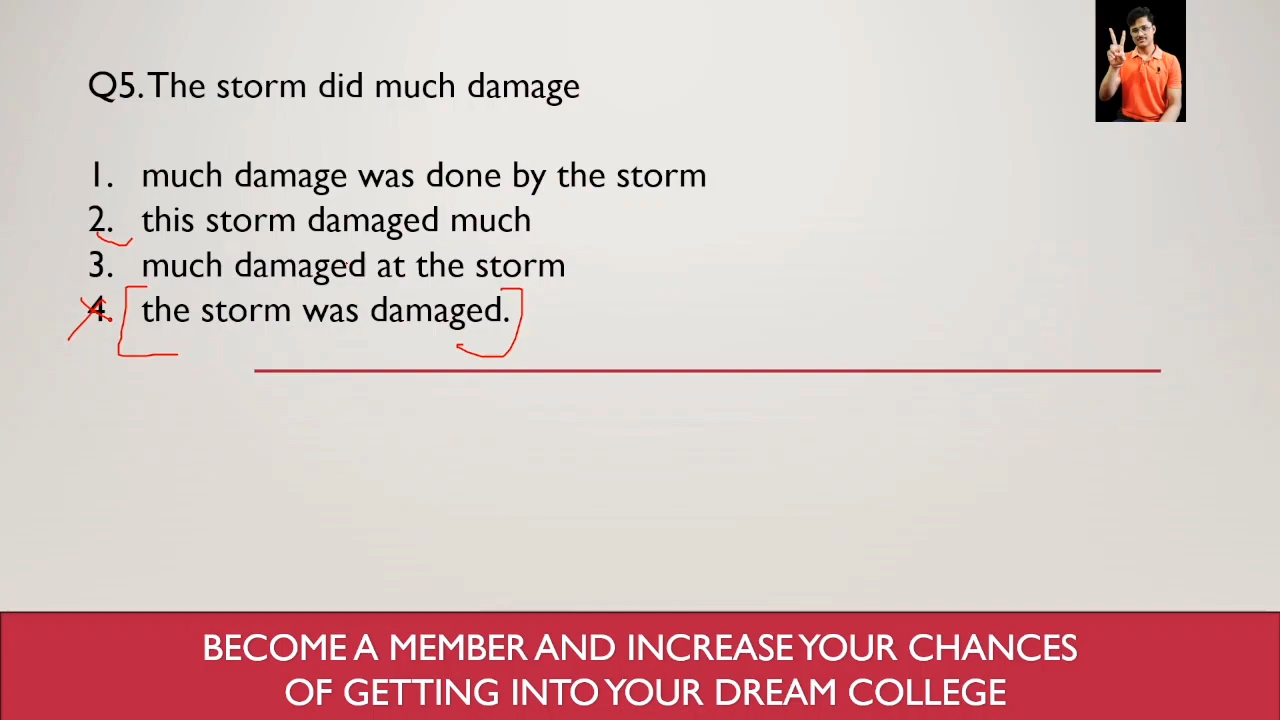 Q5. The storm did much damage
1. much damage was done by the storm
2. this storm damaged much
3. much damaged at the storm
4. the storm was damaged.
BECOME A MEMBER AND INCREASE YOUR CHANCES
OF GETTING INTO YOUR DREAM COLLEGE